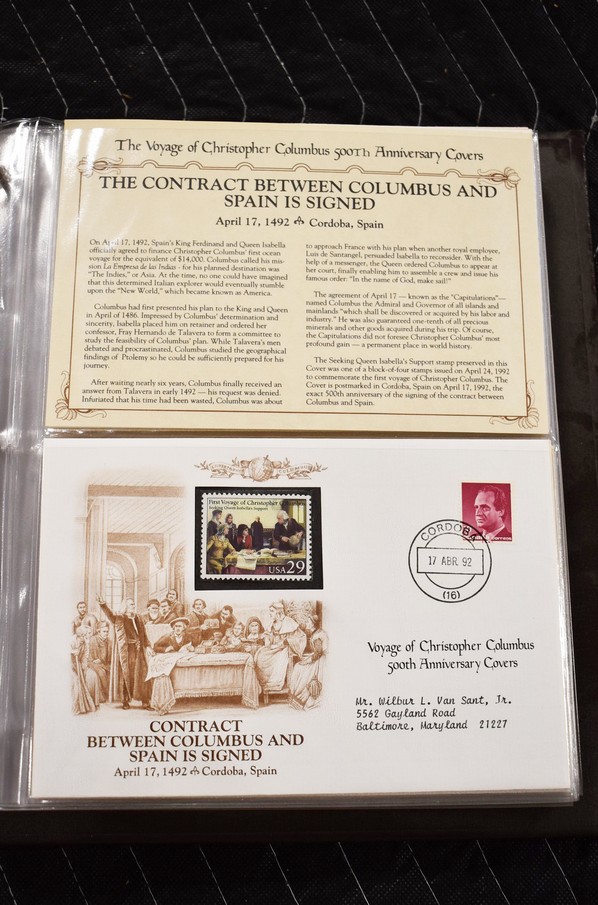 The Voyage of Christopher Columbus 500Th Anniversary Covers
THE CONTRACT BETWEEN COLUMBUS AND
SPAIN IS SIGNED
April 17, 1492 Cordoba, Spain
On April 17, 1492, Spain's King Ferdinand and Queen Isabella
officially agreed to finance Christopher Columbus' first ocean
voyage for the equivalent of $14,000. Columbus called his mis-
sion La Empresa de las Indias - for his planned destination was
"The Indies," or Asia. At the time, no one could have imagined
that this determined Italian explorer would eventually stumble
upon the "New World," which became known as America.
Columbus had first presented his plan to the King and Queen
in April of 1486. Impressed by Columbus' determination and
sincerity, Isabella placed him on retainer and ordered her
confessor, Fray Hernando de Talavera to form a committee to
study the feasibility of Columbus' plan. While Talavera's men
debated and procrastinated, Columbus studied the geographical
findings of Ptolemy so he could be sufficiently prepared for his
journey.
After waiting nearly six years, Columbus finally received an
answer from Talavera in early 1492 — his request was denied.
Infuriated that his time had been wasted, Columbus was about
to approach France with his plan when another royal employee,
Luis de Santangel, persuaded Isabella to reconsider. With the
help of a messenger, the Queen ordered Columbus to appear at
her court, finally enabling him to assemble a crew and issue his
famous order: "In the name of God, make sail!"
The agreement of April 17 — known as the "Capitulations"—
named Columbus the Admiral and Governor of all islands and
mainlands "which shall be discovered or acquired by his labor and
industry." He was also guaranteed one-tenth of all precious
minerals and other goods acquired during his trip. Of course,
the Capitulations did not foresee Christopher Columbus' most
profound gain — a permanent place in world history.
The Seeking Queen Isabella's Support stamp preserved in this
Cover was one of a block-of-four stamps issued on April 24, 1992
to commemorate the first voyage of Christopher Columbus. The
Cover is postmarked in Cordoba, Spain on April 17, 1992, the
exact 500th anniversary of the signing of the contract between
Columbus and Spain.
First Voyage of Christopher
Seeking Queen Isabella's Support
USA 29
CORDOBA
17 ABR. 92
(16)
Voyage of Christopher Columbus
500th Anniversary Covers
Mr. Wilbur L. Van Sant, Jr.
5562 Gayland Road
Baltimore, Maryland 21227
CONTRACT
BETWEEN COLUMBUS AND
SPAIN IS SIGNED
April 17, 1492 Cordoba, Spain